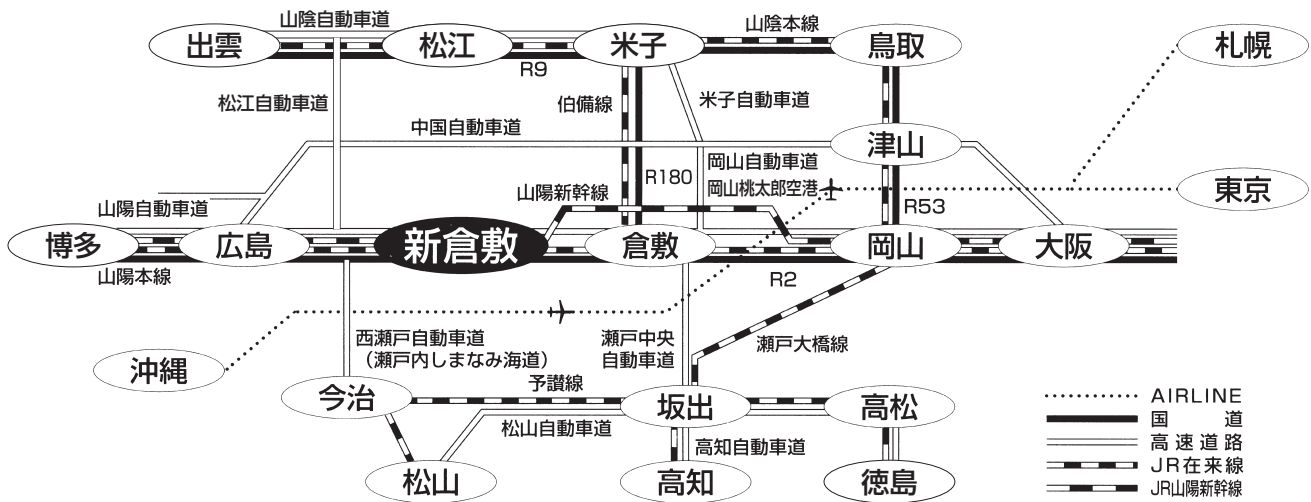 山陰自動車道
山陰本線
出雲
松江
米子
鳥取
札幌
R9
松江自動車道
伯備線
米子自動車道
中国自動車道
津山
岡山自動車道
R180
山陽新幹線
岡山桃太郎空港
東京
山陽自動車道
R53
博多
広島
新倉敷
倉敷
岡山
大阪
山陽本線
R2
西瀬戸自動車道
(瀬戸内しまなみ海道)
瀬戸中央
自動車道
瀬戸大橋線
沖縄
今治
予讃線
坂出
高松
松山自動車道
高知自動車道
松山
高知
徳島
AIRLINE
国道
高速道路
JR在来線
JR山陽新幹線